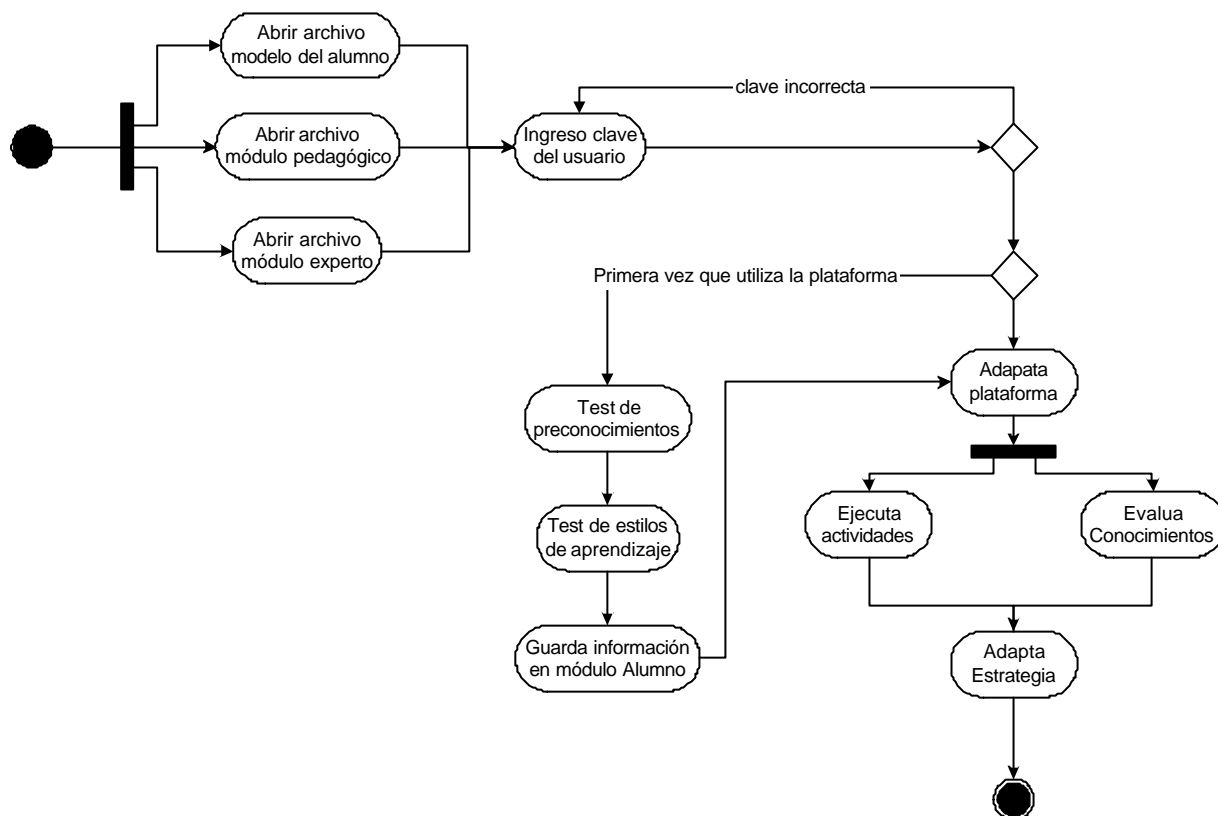 Abrir archivo
modelo del alumno
clave incorrecta
Abrir archivo
módulo pedagógico
Ingreso clave
del usuario
Abrir archivo
módulo experto
Primera vez que utiliza la plataforma
Adapata
plataforma
Test de
preconocimientos
Ejecuta
actividades
Evalua
Conocimientos
Test de estilos
de aprendizaje
Guarda información
en módulo Alumno
Adapta
Estrategia